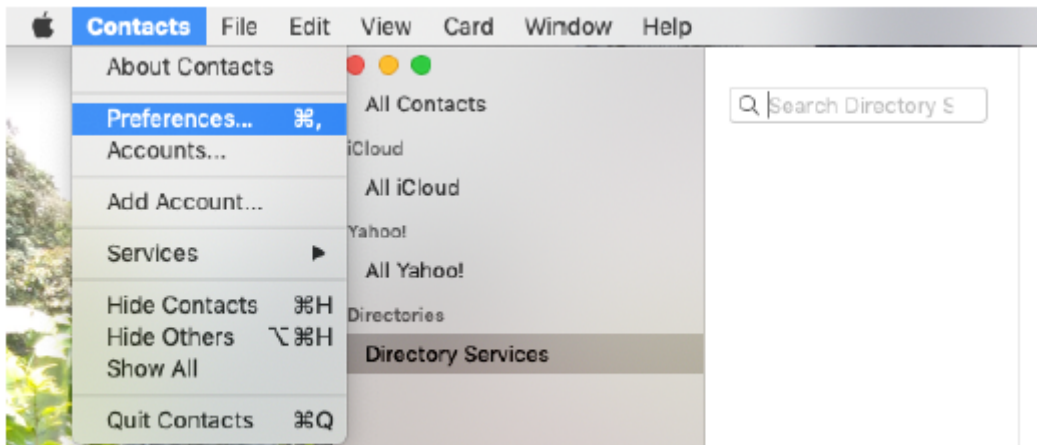 Contacts File Edit View Card Window Help
About Contacts
Preferences... ⌘,
Accounts...
Add Account...
Services ▶
Hide Contacts ⌘H
Hide Others ⌥⌘H
Show All
Quit Contacts ⌘Q
All Contacts
iCloud
All iCloud
Yahoo!
All Yahoo!
Directories
Directory Services
Search Directory S